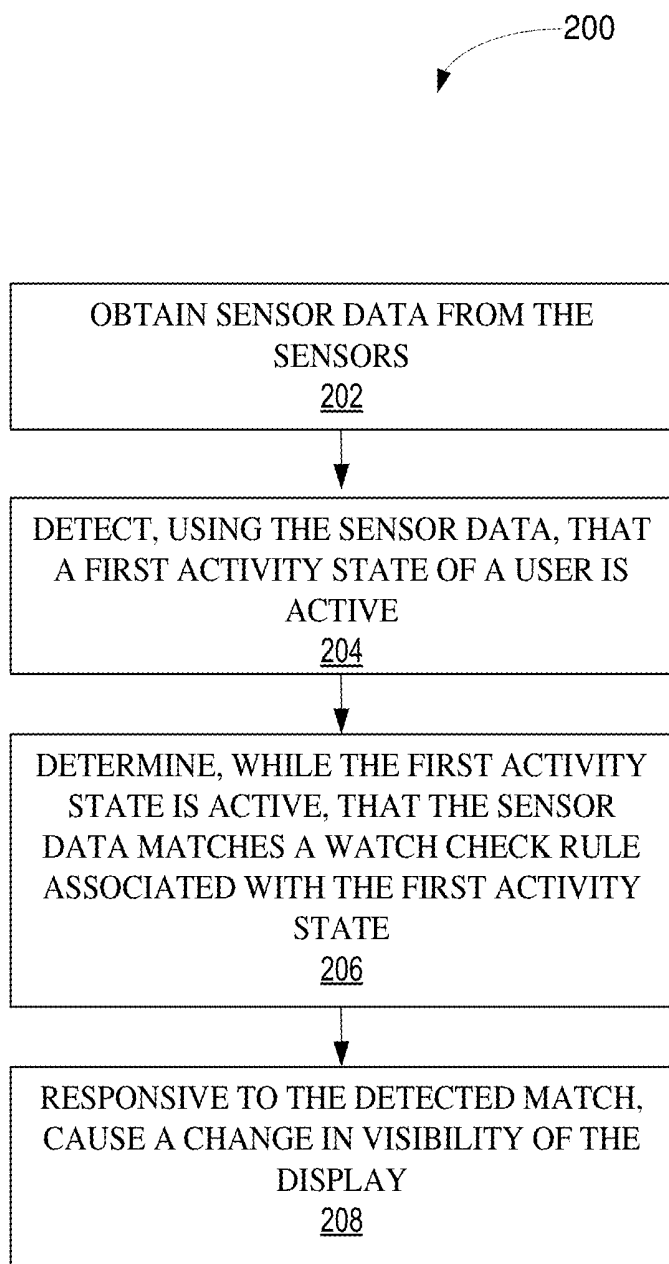 200
OBTAIN SENSOR DATA FROM THE
SENSORS
202
DETECT, USING THE SENSOR DATA, THAT
A FIRST ACTIVITY STATE OF A USER IS
ACTIVE
204
DETERMINE, WHILE THE FIRST ACTIVITY
STATE IS ACTIVE, THAT THE SENSOR
DATA MATCHES A WATCH CHECK RULE
ASSOCIATED WITH THE FIRST ACTIVITY
STATE
206
RESPONSIVE TO THE DETECTED MATCH,
CAUSE A CHANGE IN VISIBILITY OF THE
DISPLAY
208